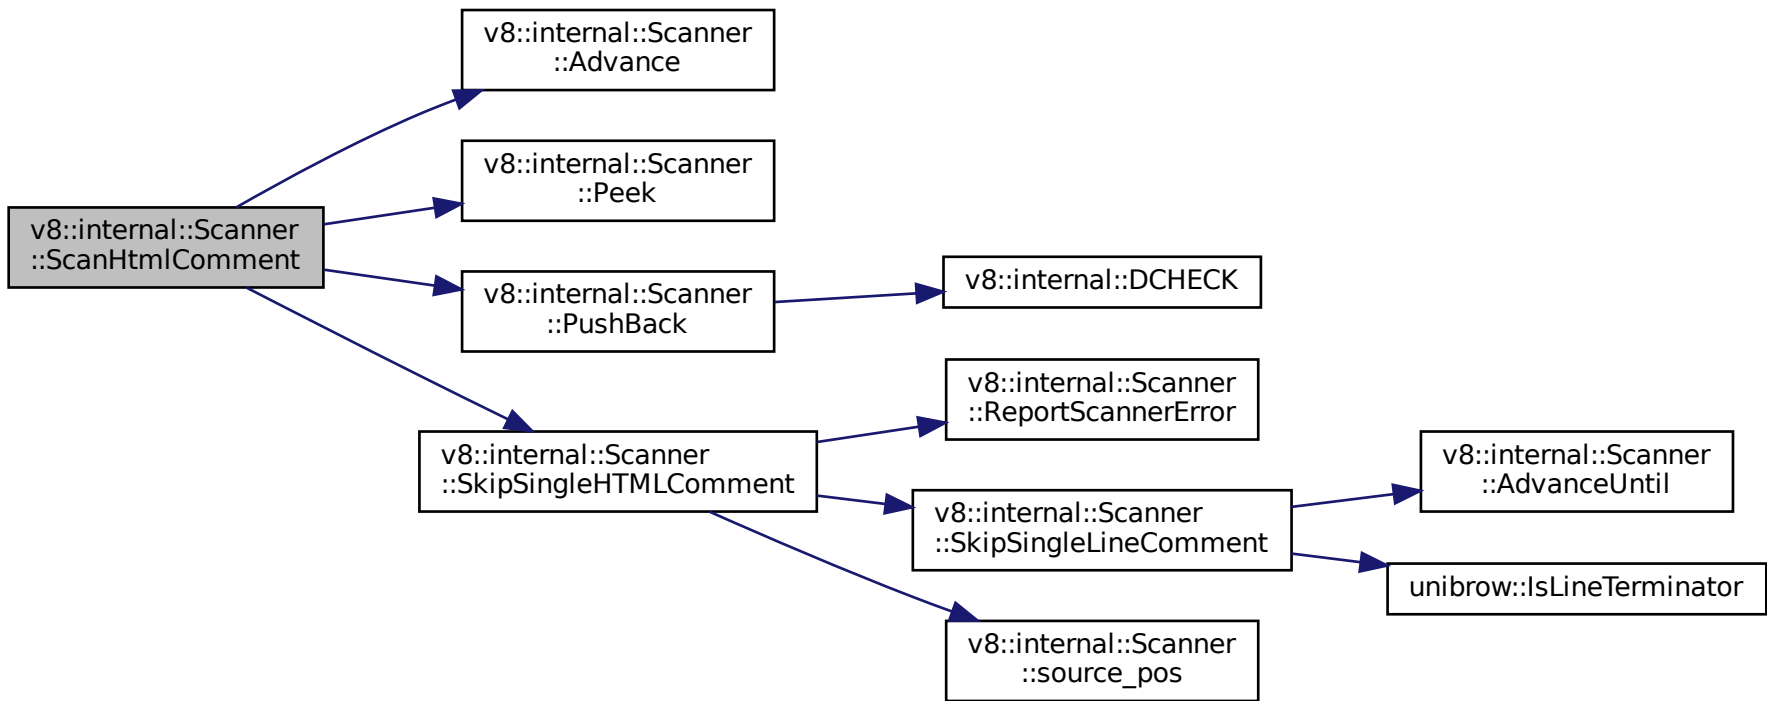 v8::internal::Scanner
::ScanHtmlComment
v8::internal::Scanner
::Advance
v8::internal::Scanner
::Peek
v8::internal::Scanner
::PushBack
v8::internal::Scanner
::SkipSingleHTMLComment
v8::internal::DCHECK
v8::internal::Scanner
::ReportScannerError
v8::internal::Scanner
::SkipSingleLineComment
v8::internal::Scanner
::source_pos
v8::internal::Scanner
::AdvanceUntil
unibrow::IsLineTerminator